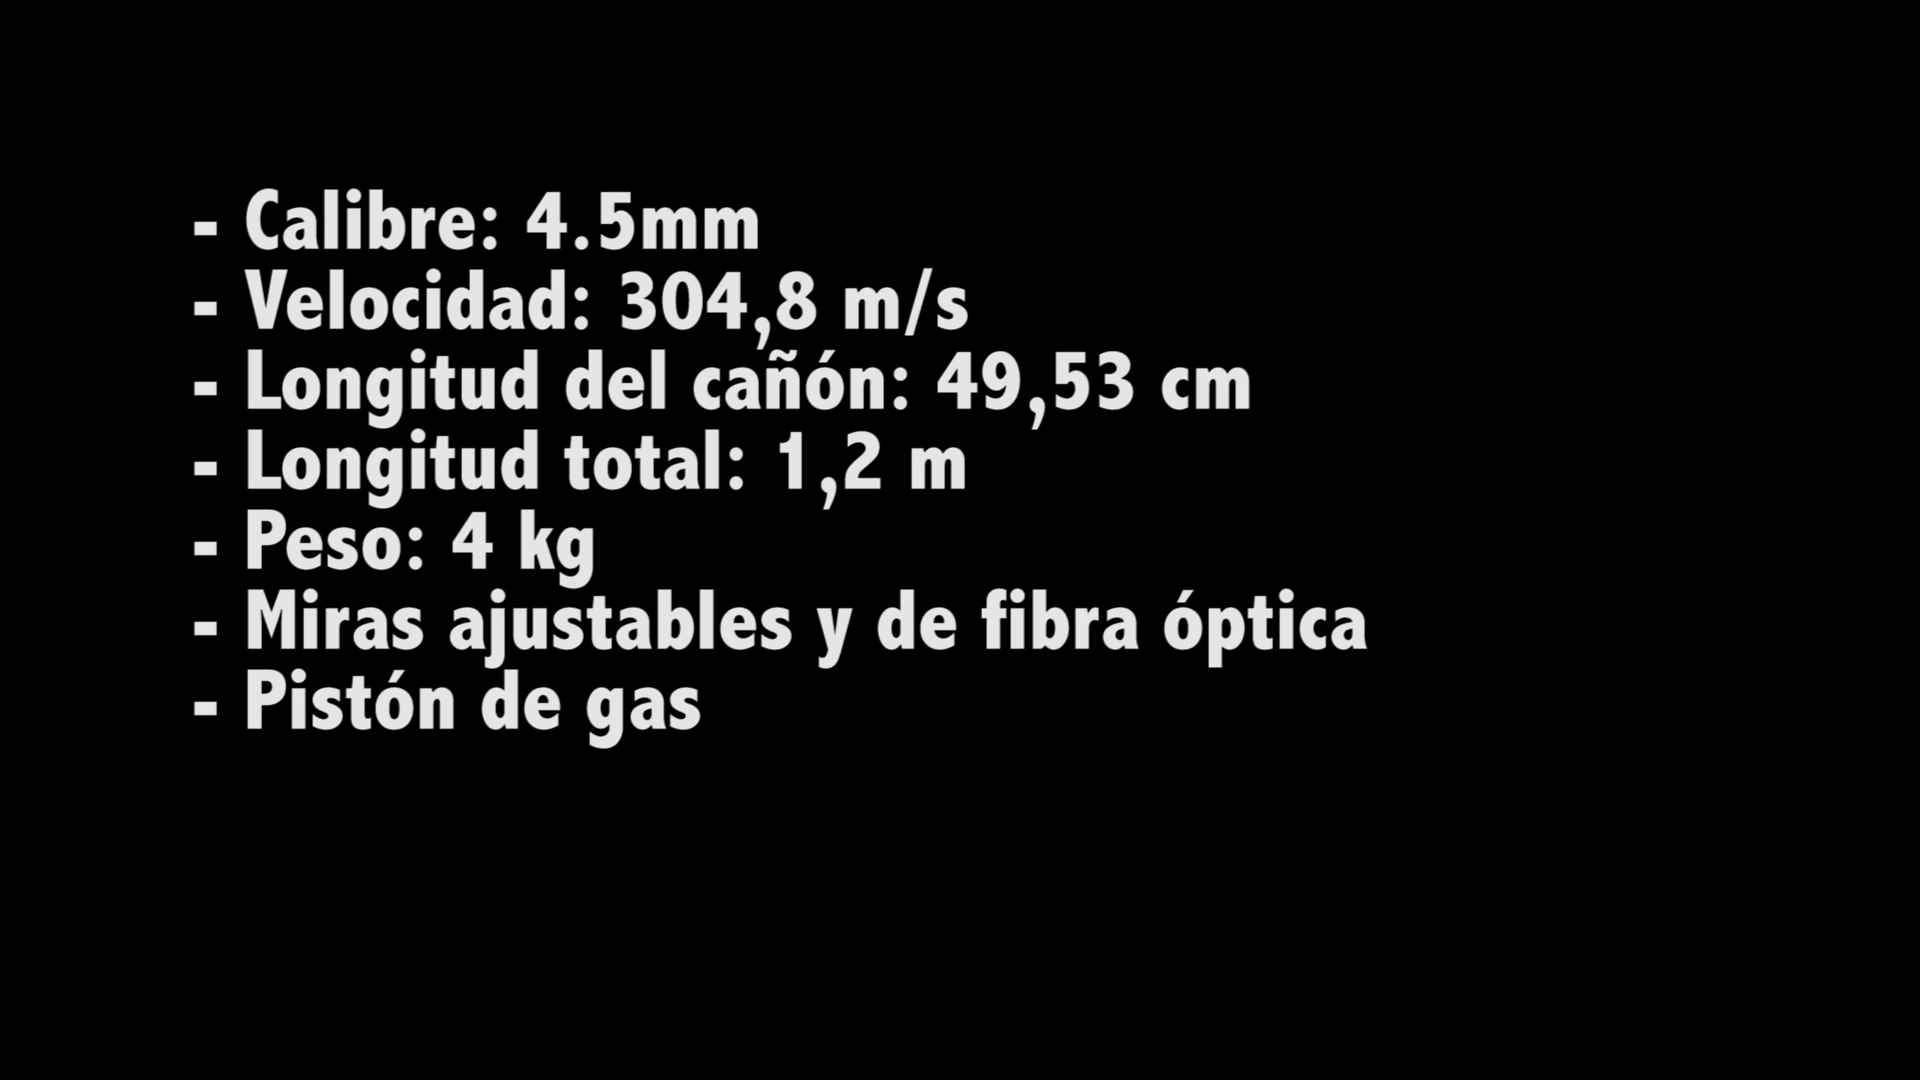 - Calibre: 4.5mm
- Velocidad: 304,8 m/s
- Longitud del cañón: 49,53 cm
- Longitud total: 1,2 m
- Peso: 4 kg
- Miras ajustables y de fibra óptica
- Pistón de gas